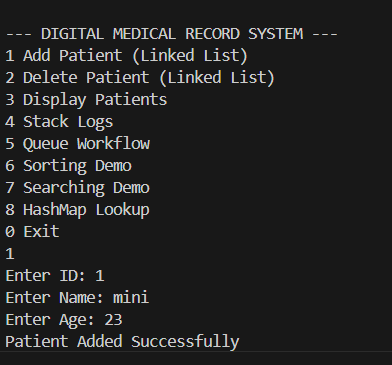 --- DIGITAL MEDICAL RECORD SYSTEM ---
1 Add Patient (Linked List)
2 Delete Patient (Linked List)
3 Display Patients
4 Stack Logs
5 Queue Workflow
6 Sorting Demo
7 Searching Demo
8 HashMap Lookup
0 Exit
1
Enter ID: 1
Enter Name: mini
Enter Age: 23
Patient Added Successfully